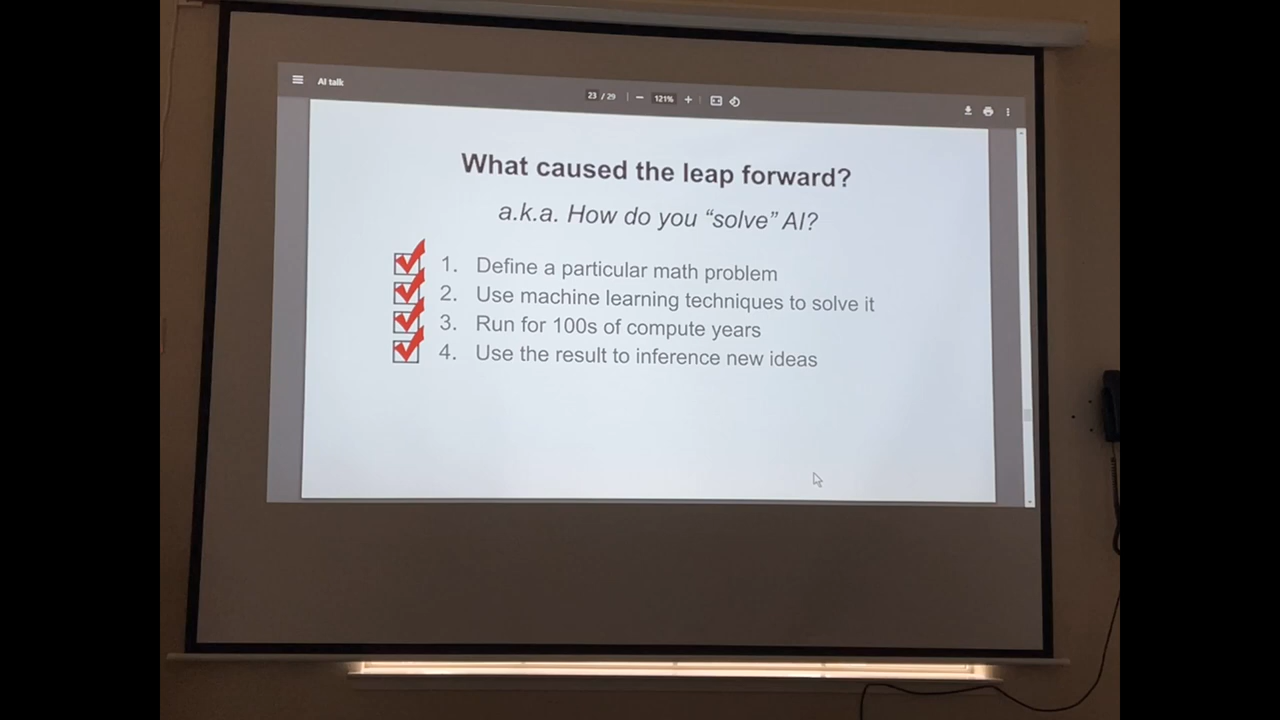 AI talk
23 / 29 | − 121% + |
What caused the leap forward?
a.k.a. How do you “solve” AI?
1. Define a particular math problem
2. Use machine learning techniques to solve it
3. Run for 100s of compute years
4. Use the result to inference new ideas